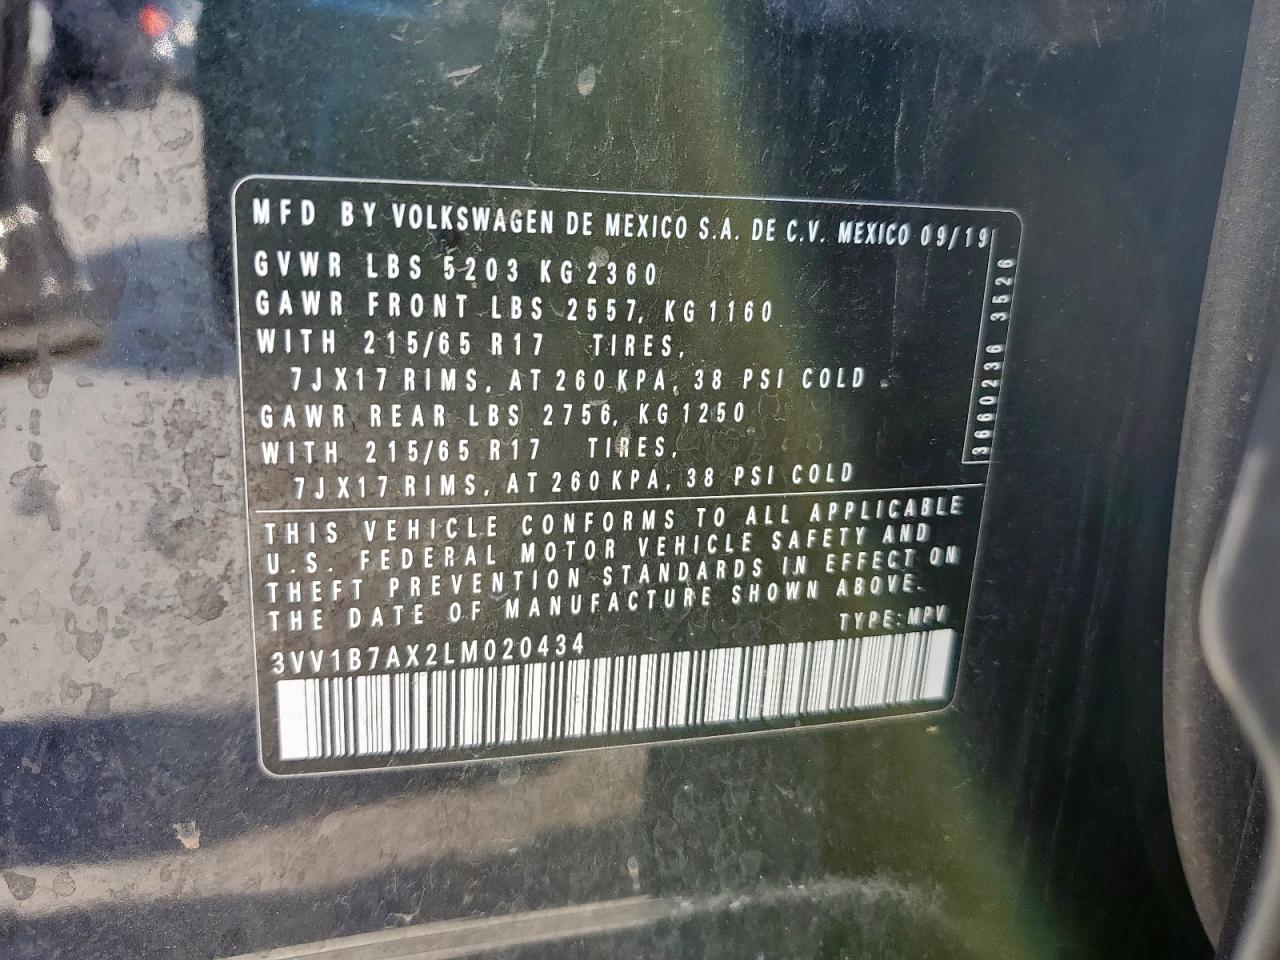 MFD BY VOLKSWAGEN DE MEXICO S.A. DE C.V. MEXICO 09/19
GVWR LBS 5203 KG 2360
GAWR FRONT LBS 2557, KG 1160
WITH 215/65 R17 TIRES,
7JX17 RIMS, AT 260 KPA, 38 PSI COLD
GAWR REAR LBS 2756, KG 1250
WITH 215/65 R17 TIRES,
7JX17 RIMS, AT 260 KPA, 38 PSI COLD
3660236 3526
THIS VEHICLE CONFORMS TO ALL APPLICABLE
U.S. FEDERAL MOTOR VEHICLE SAFETY AND
THEFT PREVENTION STANDARDS IN EFFECT ON
THE DATE OF MANUFACTURE SHOWN ABOVE.
TYPE: MPV
3VV1B7AX2LM020434